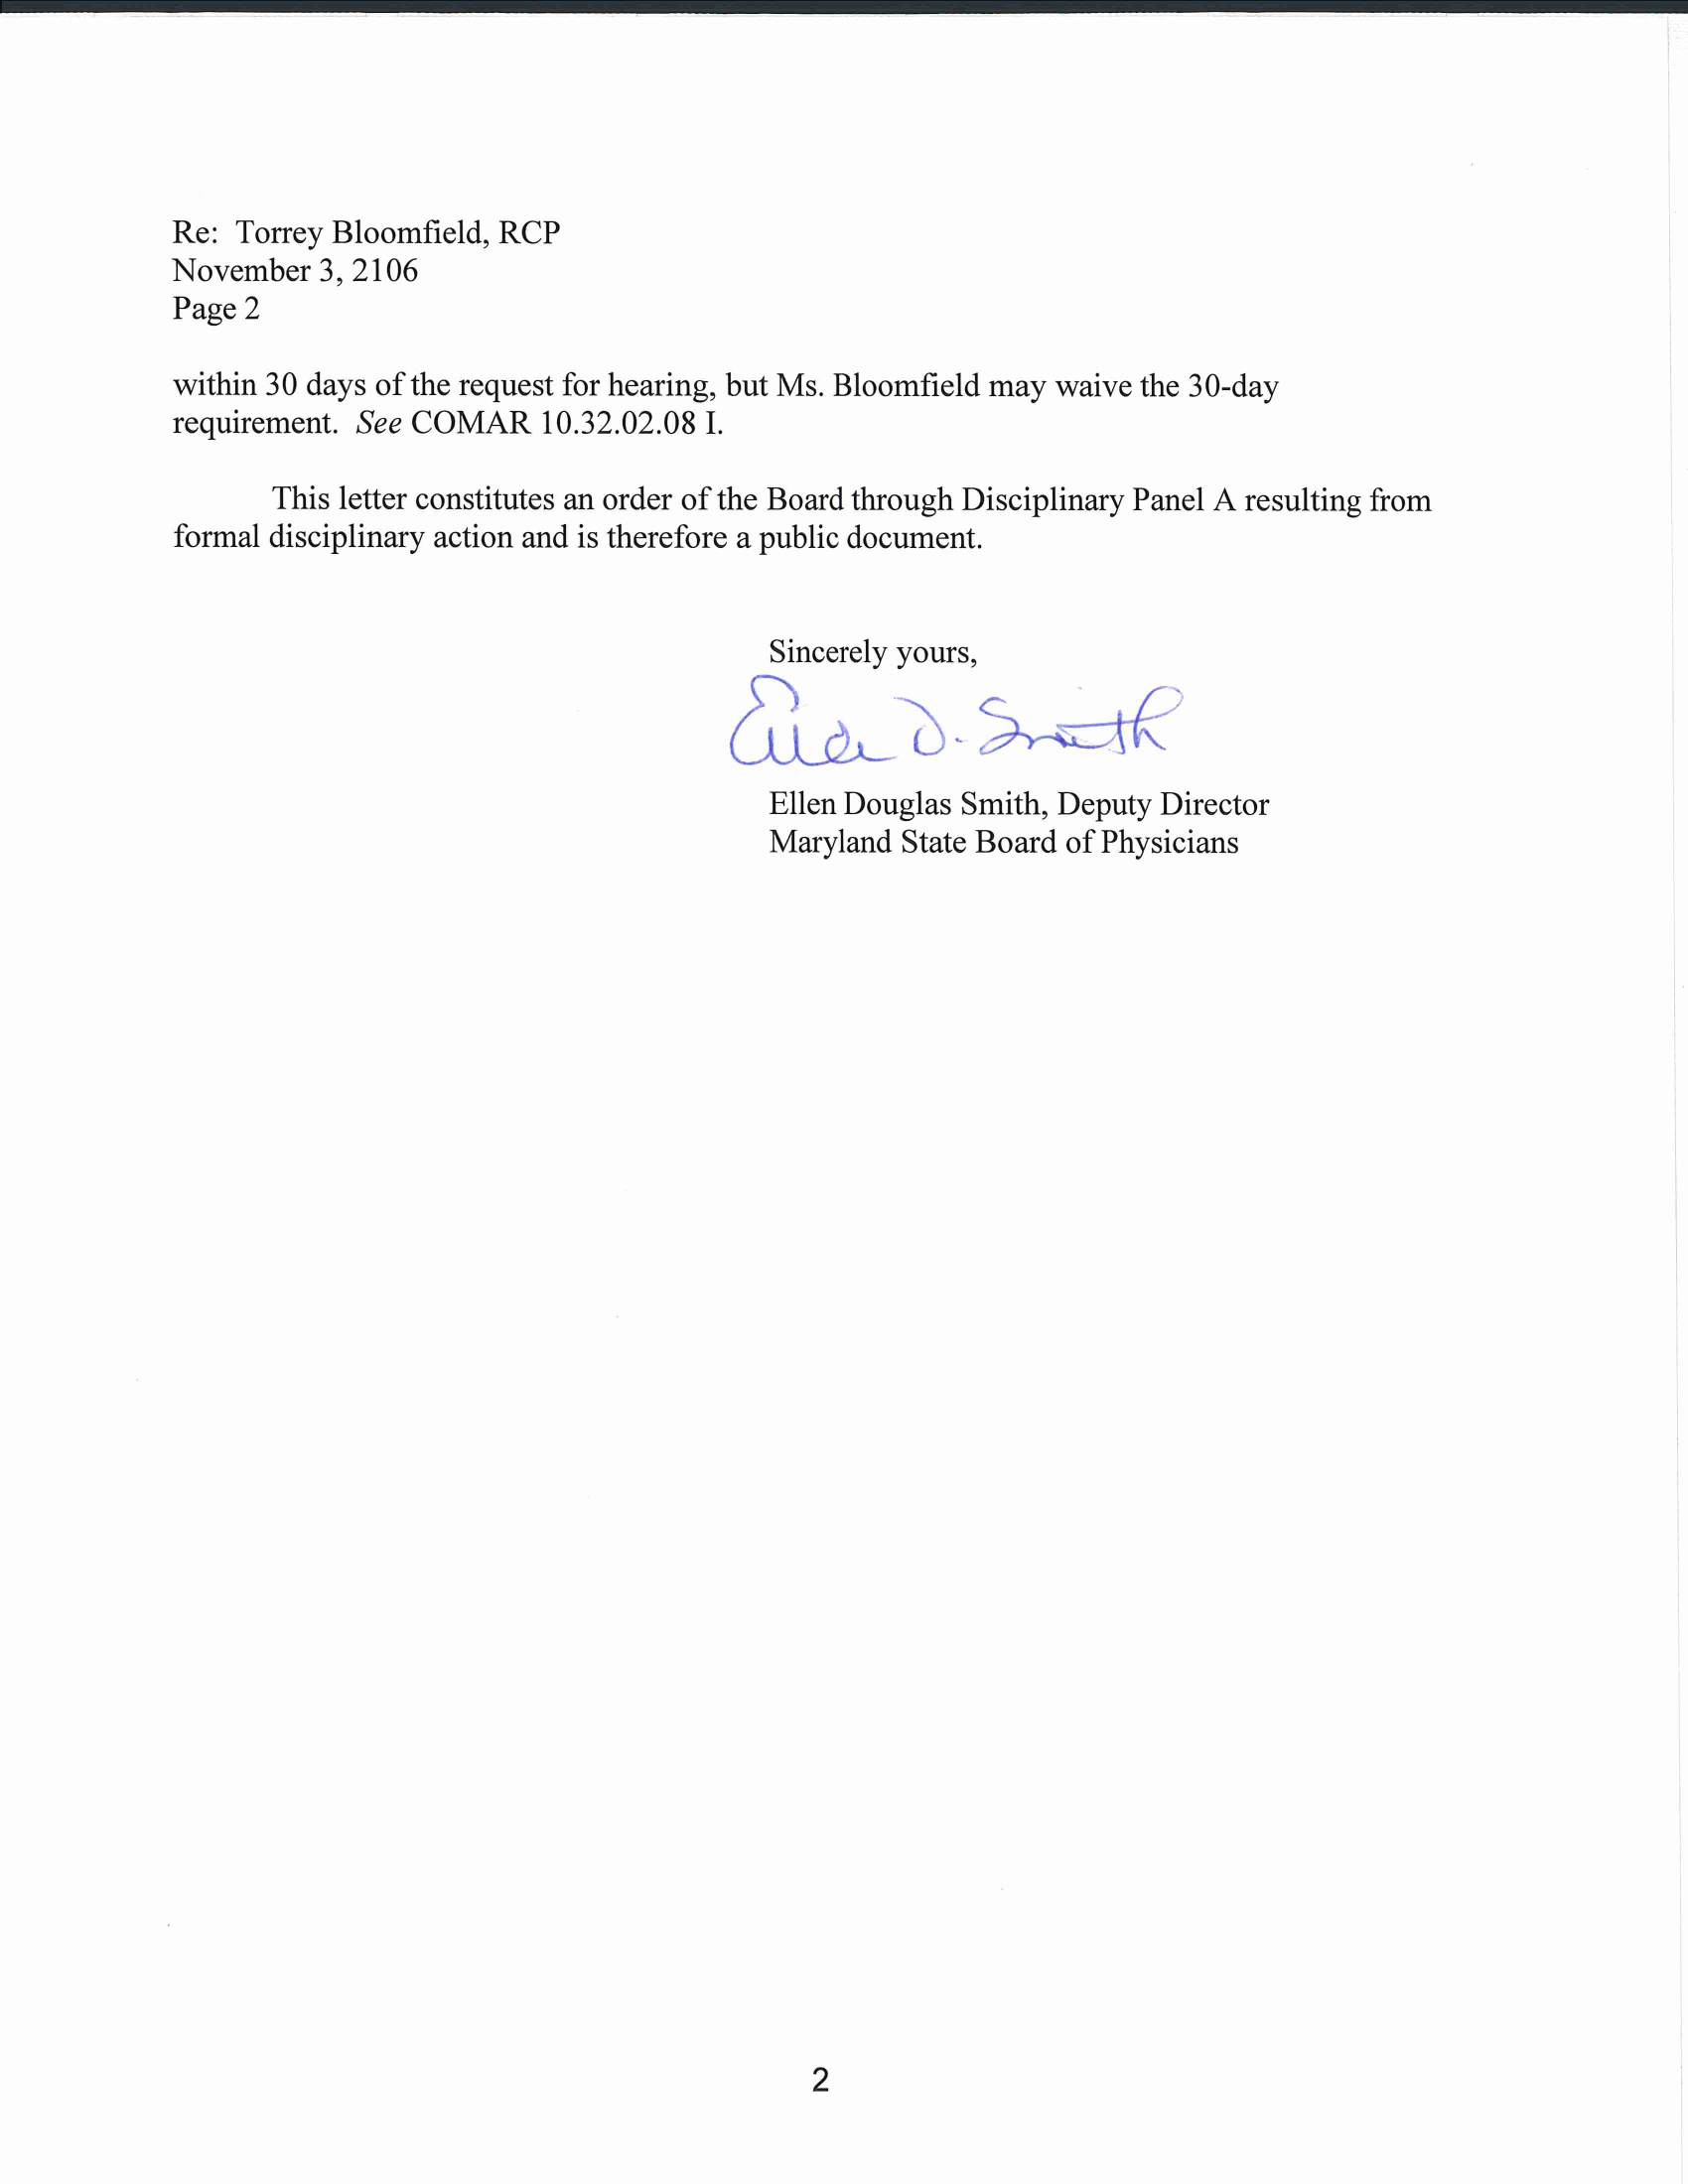 Re: Torrey Bloomfield, RCP
November 3, 2106
Page 2
within 30 days of the request for hearing, but Ms. Bloomfield may waive the 30-day
requirement. See COMAR 10.32.02.08 I.
This letter constitutes an order of the Board through Disciplinary Panel A resulting from
formal disciplinary action and is therefore a public document.
Sincerely yours,
Ellen D. Smith
Ellen Douglas Smith, Deputy Director
Maryland State Board of Physicians
2